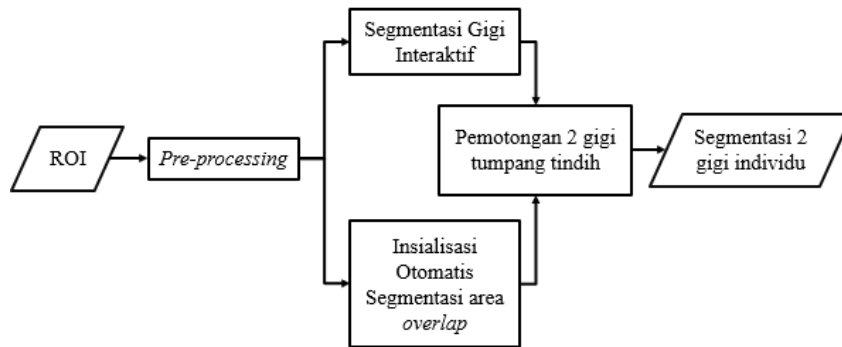 Segmentasi Gigi
Interaktif
ROI
Pre-processing
Pemotongan 2 gigi
tumpang tindih
Segmentasi 2
gigi individu
Insialisasi
Otomatis
Segmentasi area
overlap